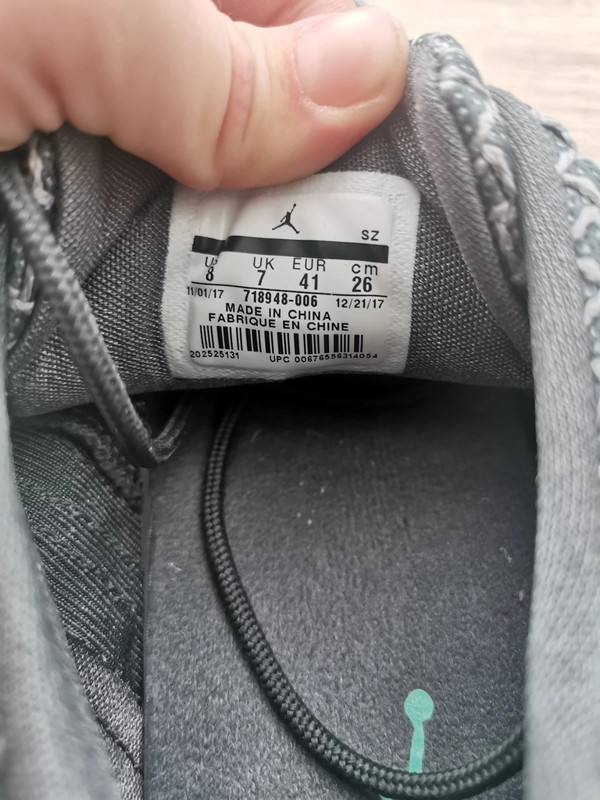 SZ
US UK EUR cm
8 7 41 26
11/01/17 718948-006 12/21/17
MADE IN CHINA
FABRIQUE EN CHINE
202525131 UPC 00676556314054